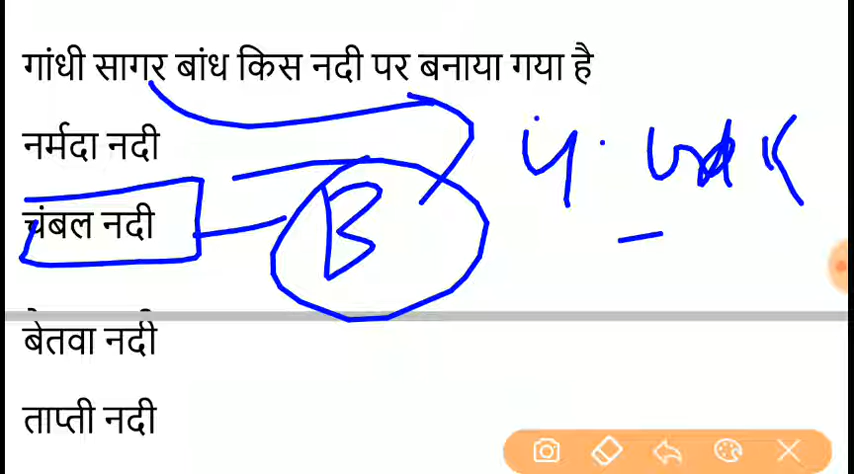 गांधी सागर बांध किस नदी पर बनाया गया है
नर्मदा नदी
चंबल नदी
B
बेतवा नदी
ताप्ती नदी